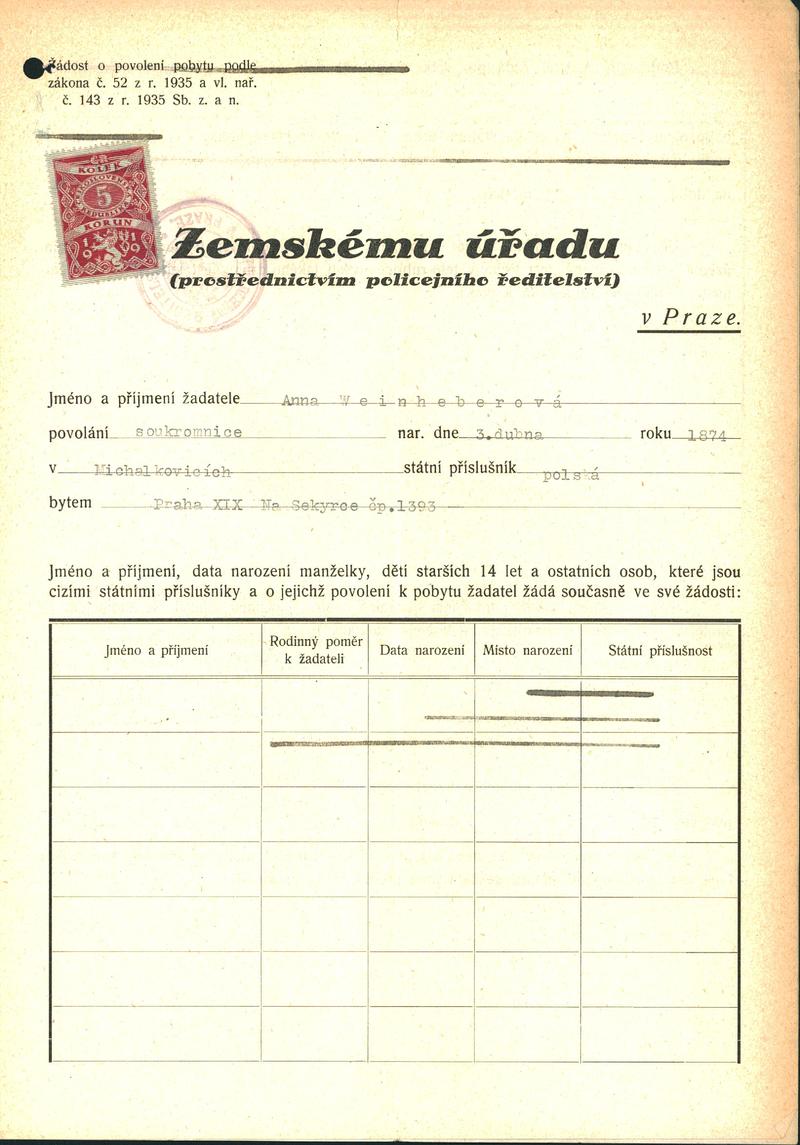 Žádost o povolení pobytu podle
zákona č. 52 z r. 1935 a vl. nař.
č. 143 z r. 1935 Sb. z. a n.
ČR
KOLEK
5
KORUN
1919
Zemskému úřadu
(prostřednictvím policejního ředitelství)
v Praze.
Jméno a příjmení žadatele Anna Weinheberová
povolání soukromnice nar. dne 3.dubna roku 1874
v Michalkovicích státní příslušník polská
bytem Praha XIX Na Sekyrce čp.1393 —
Jméno a příjmení, data narození manželky, dětí starších 14 let a ostatních osob, které jsou
cizími státními příslušníky a o jejichž povolení k pobytu žadatel žádá současně ve své žádosti:
Jméno a příjmení Rodinný poměr k žadateli Data narození Místo narození Státní příslušnost